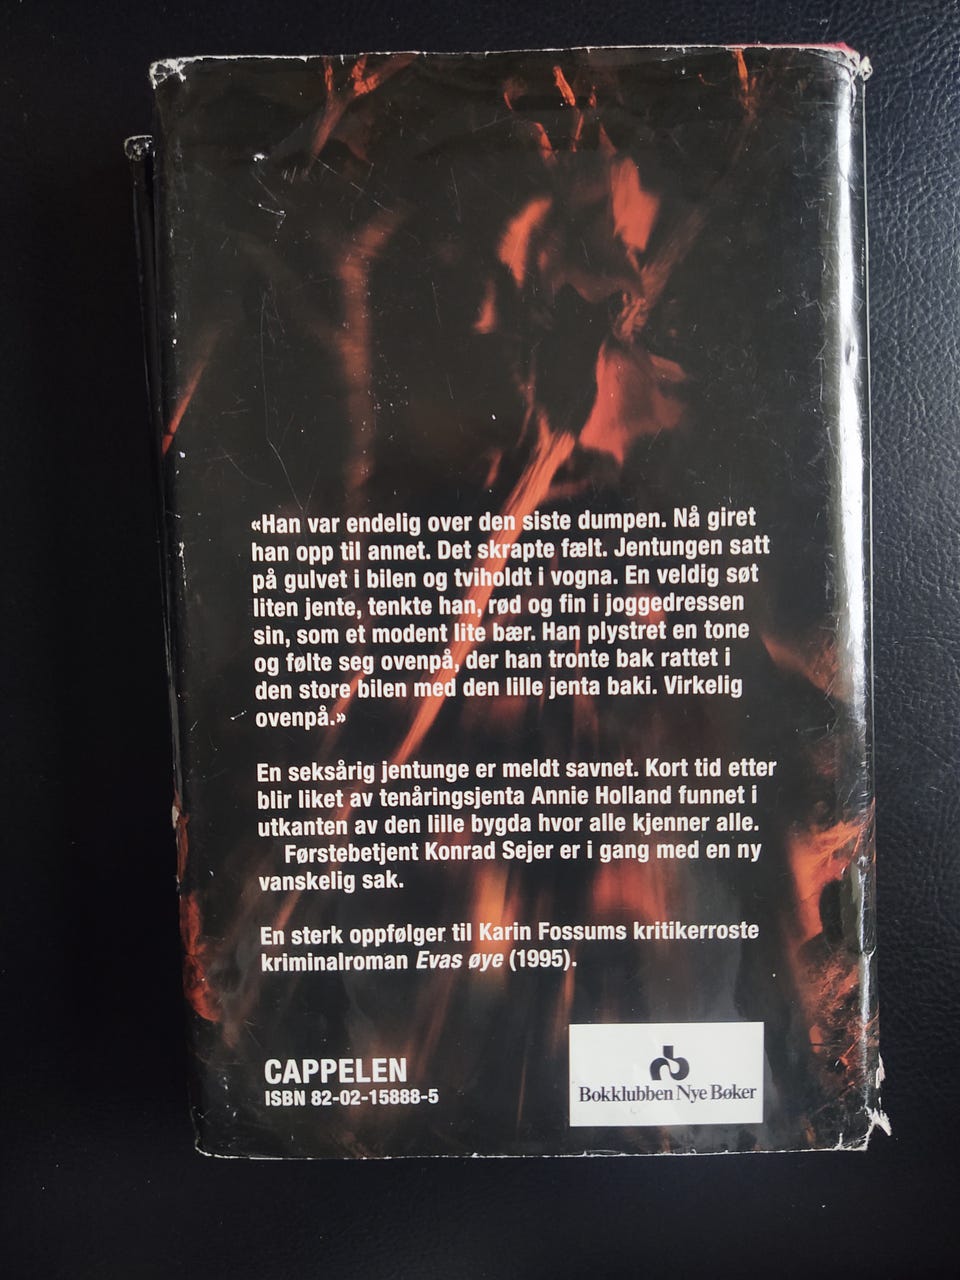 «Han var endelig over den siste dumpen. Nå giret
han opp til annet. Det skrapte fælt. Jentungen satt
på gulvet i bilen og tviholdt i vogna. En veldig søt
liten jente, tenkte han, rød og fin i joggedressen
sin, som et modent lite bær. Han plystret en tone
og følte seg ovenpå, der han tronte bak rattet i
den store bilen med den lille jenta baki. Virkelig
ovenpå.»
En seksårig jentunge er meldt savnet. Kort tid etter
blir liket av tenåringsjenta Annie Holland funnet i
utkanten av den lille bygda hvor alle kjenner alle.
Førstebetjent Konrad Sejer er i gang med en ny
vanskelig sak.
En sterk oppfølger til Karin Fossums kritikerroste
kriminalroman Evas øye (1995).
CAPPELEN
ISBN 82-02-15888-5
Bokklubben Nye Bøker